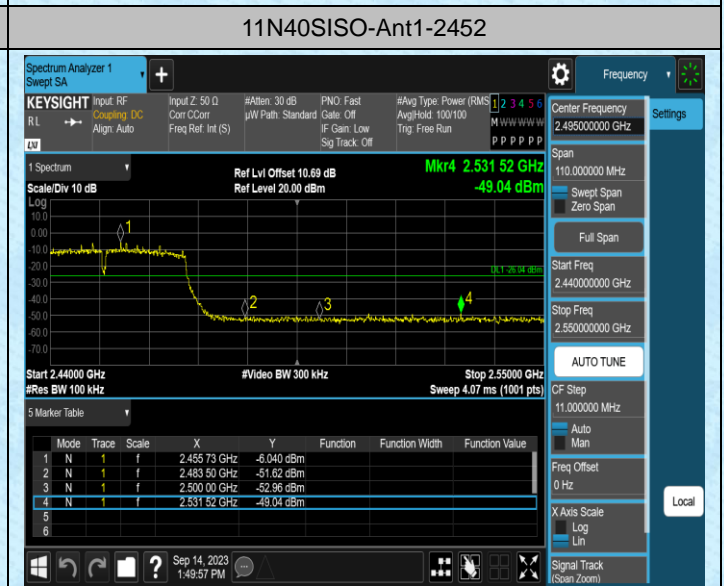 11N40SISO-Ant1-2452
Spectrum Analyzer 1
Swept SA
Frequency
KEYSIGHT
RL
LXI
Input: RF
Coupling: DC
Align: Auto
Input Z: 50 Ω
Corr CCorr
Freq Ref: Int (S)
#Atten: 30 dB
µW Path: Standard
PNO: Fast
Gate: Off
IF Gain: Low
Sig Track: Off
#Avg Type: Power (RMS
Avg|Hold: 100/100
Trig: Free Run
1 2 3 4 5 6
M W W W W W
P P P P P P
1 Spectrum
Scale/Div 10 dB
Ref Lvl Offset 10.69 dB
Ref Level 20.00 dBm
Mkr4 2.531 52 GHz
-49.04 dBm
Log
10.0
0.00
-10.0
-20.0
-30.0
-40.0
-50.0
-60.0
-70.0
1
2
3
4
DL1 -26.04 dBm
Start 2.44000 GHz
#Video BW 300 kHz
Stop 2.55000 GHz
#Res BW 100 kHz
Sweep 4.07 ms (1001 pts)
5 Marker Table
Mode Trace Scale X Y Function Function Width Function Value
1 N 1 f 2.455 73 GHz -6.040 dBm
2 N 1 f 2.483 50 GHz -51.62 dBm
3 N 1 f 2.500 00 GHz -52.96 dBm
4 N 1 f 2.531 52 GHz -49.04 dBm
5
6
Sep 14, 2023
1:49:57 PM
Center Frequency
2.495000000 GHz
Settings
Span
110.000000 MHz
Swept Span
Zero Span
Full Span
Start Freq
2.440000000 GHz
Stop Freq
2.550000000 GHz
AUTO TUNE
CF Step
11.000000 MHz
Auto
Man
Freq Offset
0 Hz
X Axis Scale
Log
Lin
Local
Signal Track
(Span Zoom)